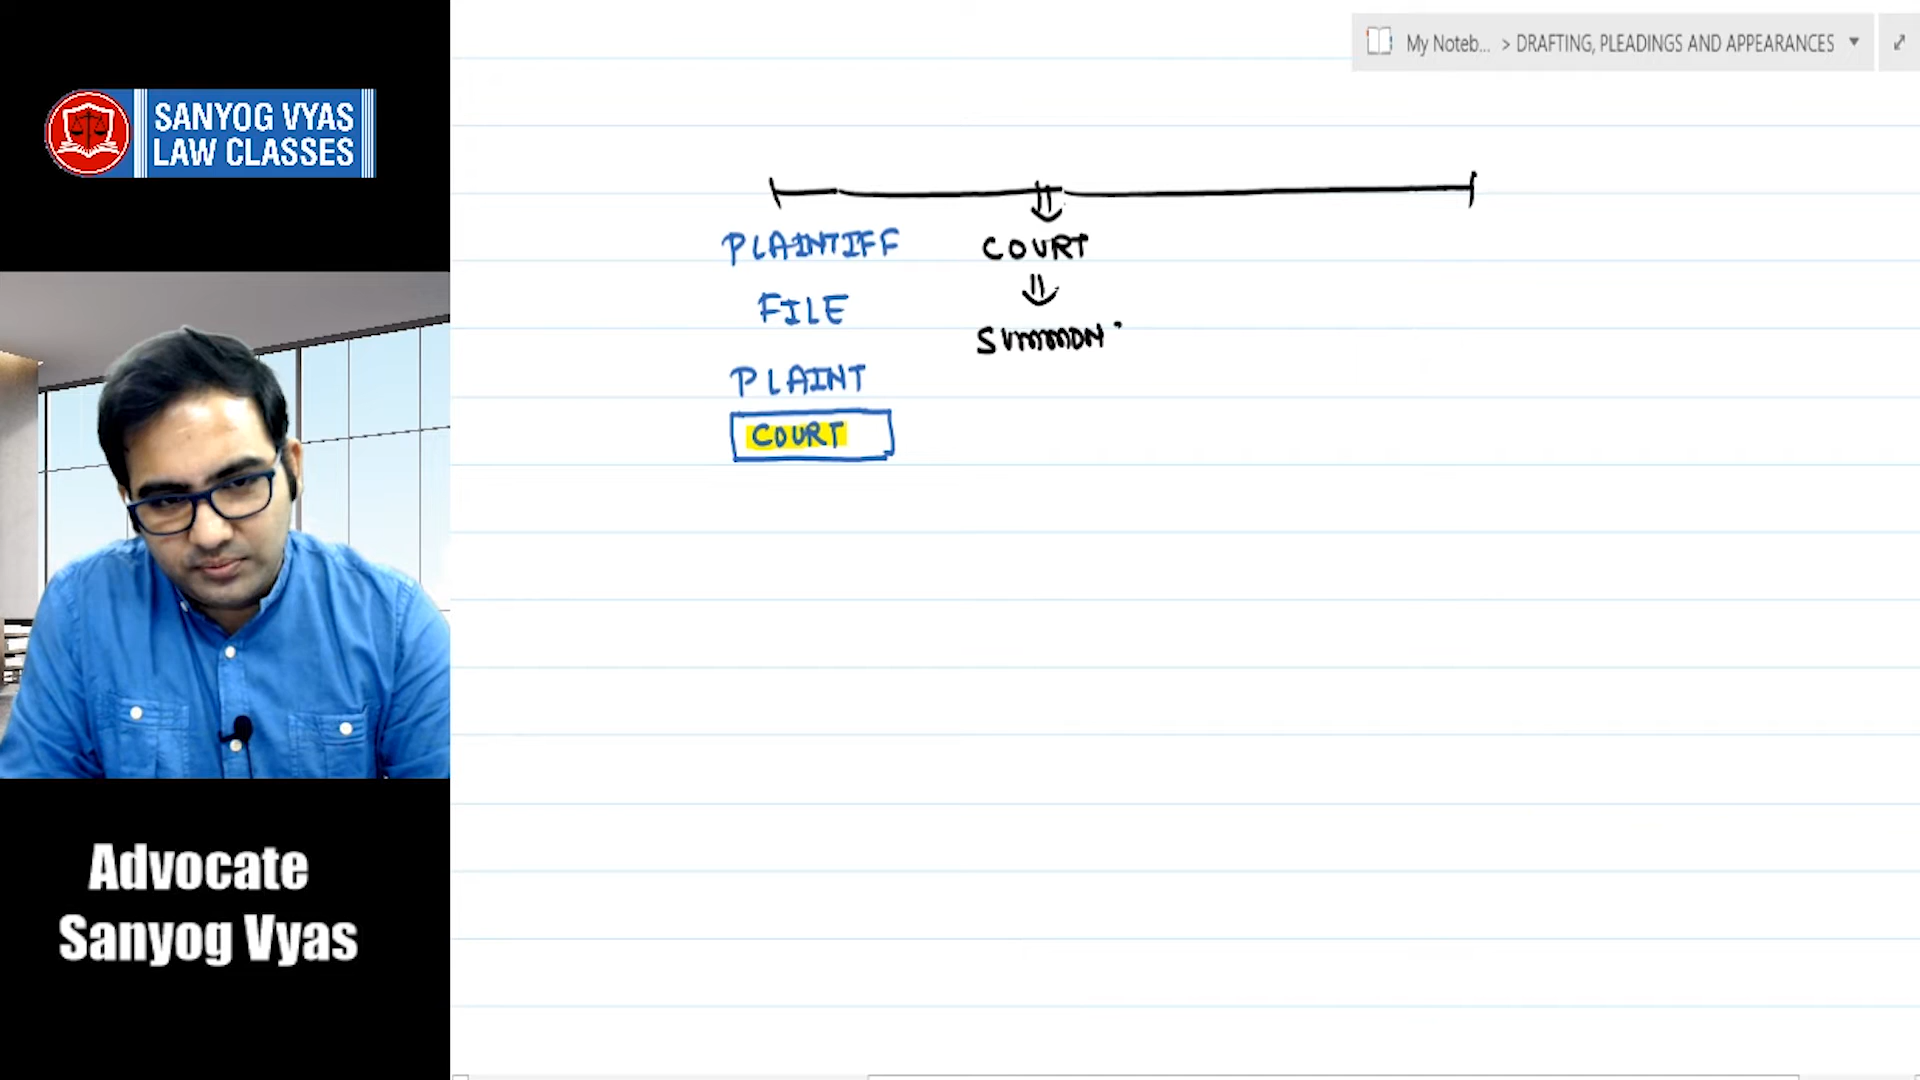 SANYOG VYAS
LAW CLASSES
My Noteb... > DRAFTING, PLEADINGS AND APPEARANCES
PLAINTIFF
COURT
FILE
SUMMON
PLAINT
COURT
Advocate
Sanyog Vyas